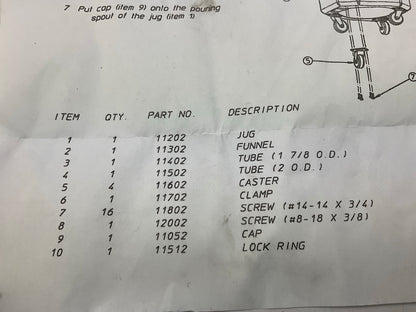 7 Put cap (item 9) onto the pouring
spout of the jug (item 1)
5
7
ITEM QTY. PART NO. DESCRIPTION
1 1 11202 JUG
2 1 11302 FUNNEL
3 1 11402 TUBE (1 7/8 O.D.)
4 1 11502 TUBE (2 O.D.)
5 4 11602 CASTER
6 1 11702 CLAMP
7 16 11802 SCREW (#14-14 X 3/4)
8 1 12002 SCREW (#8-18 X 3/8)
9 1 11052 CAP
10 1 11512 LOCK RING